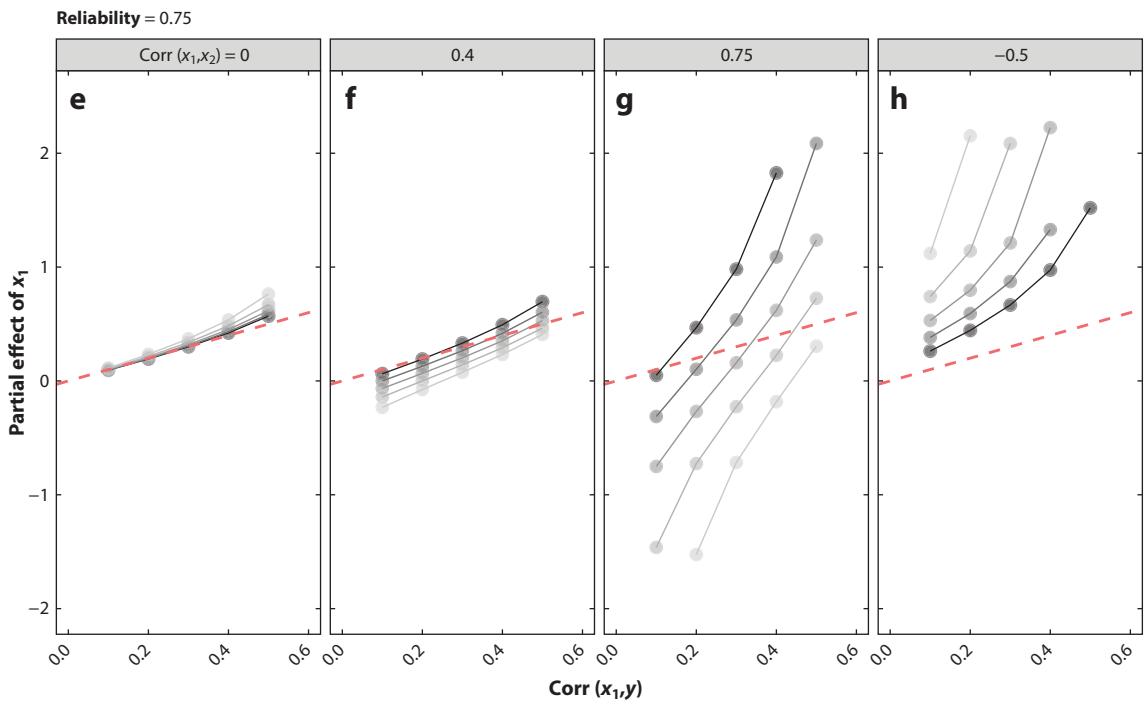 Reliability = 0.75
Corr (x₁,x₂) = 0
0.4
0.75
−0.5
e
f
g
h
2
1
0
−1
−2
Partial effect of x₁
0.0 0.2 0.4 0.6
0.0 0.2 0.4 0.6
0.0 0.2 0.4 0.6
0.0 0.2 0.4 0.6
Corr (x₁,y)